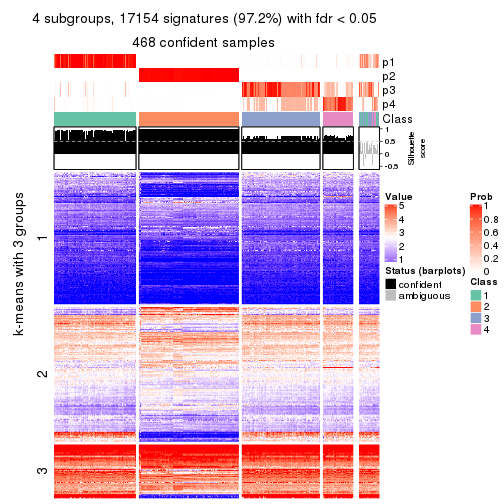 4 subgroups, 17154 signatures (97.2%) with fdr < 0.05
468 confident samples
p1
p2
p3
p4
Class
1
0.5
0
-0.5
Silhouette
score
k-means with 3 groups
1
2
3
Value
5
4
3
2
1
Status (barplots)
confident
ambiguous
Prob
1
0.8
0.6
0.4
0.2
0
Class
1
2
3
4